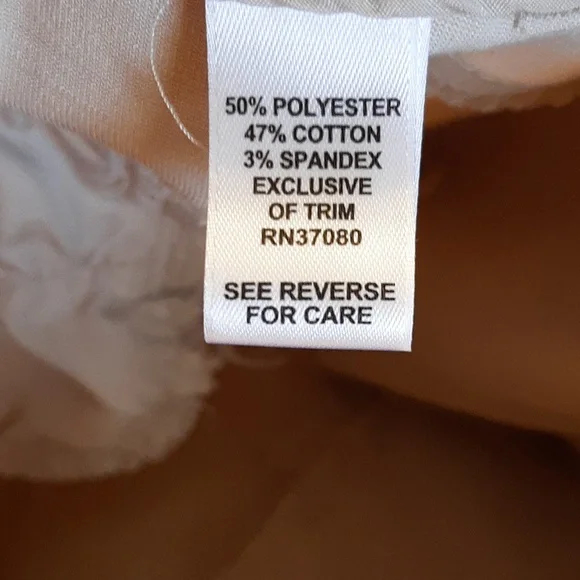 50% POLYESTER
47% COTTON
3% SPANDEX
EXCLUSIVE
OF TRIM
RN37080
SEE REVERSE
FOR CARE